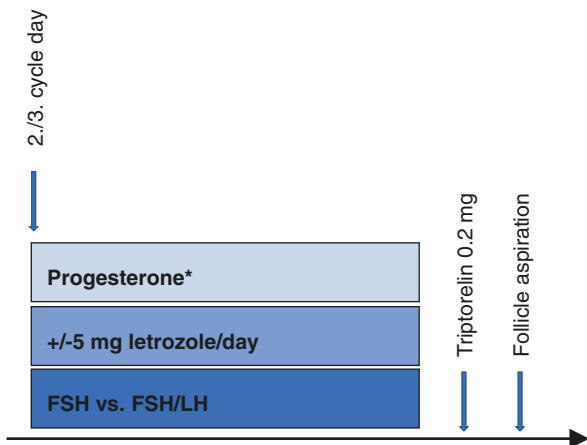 2./3. cycle day
Progesterone*
+/-5 mg letrozole/day
FSH vs. FSH/LH
Triptorelin 0.2 mg
Follicle aspiration